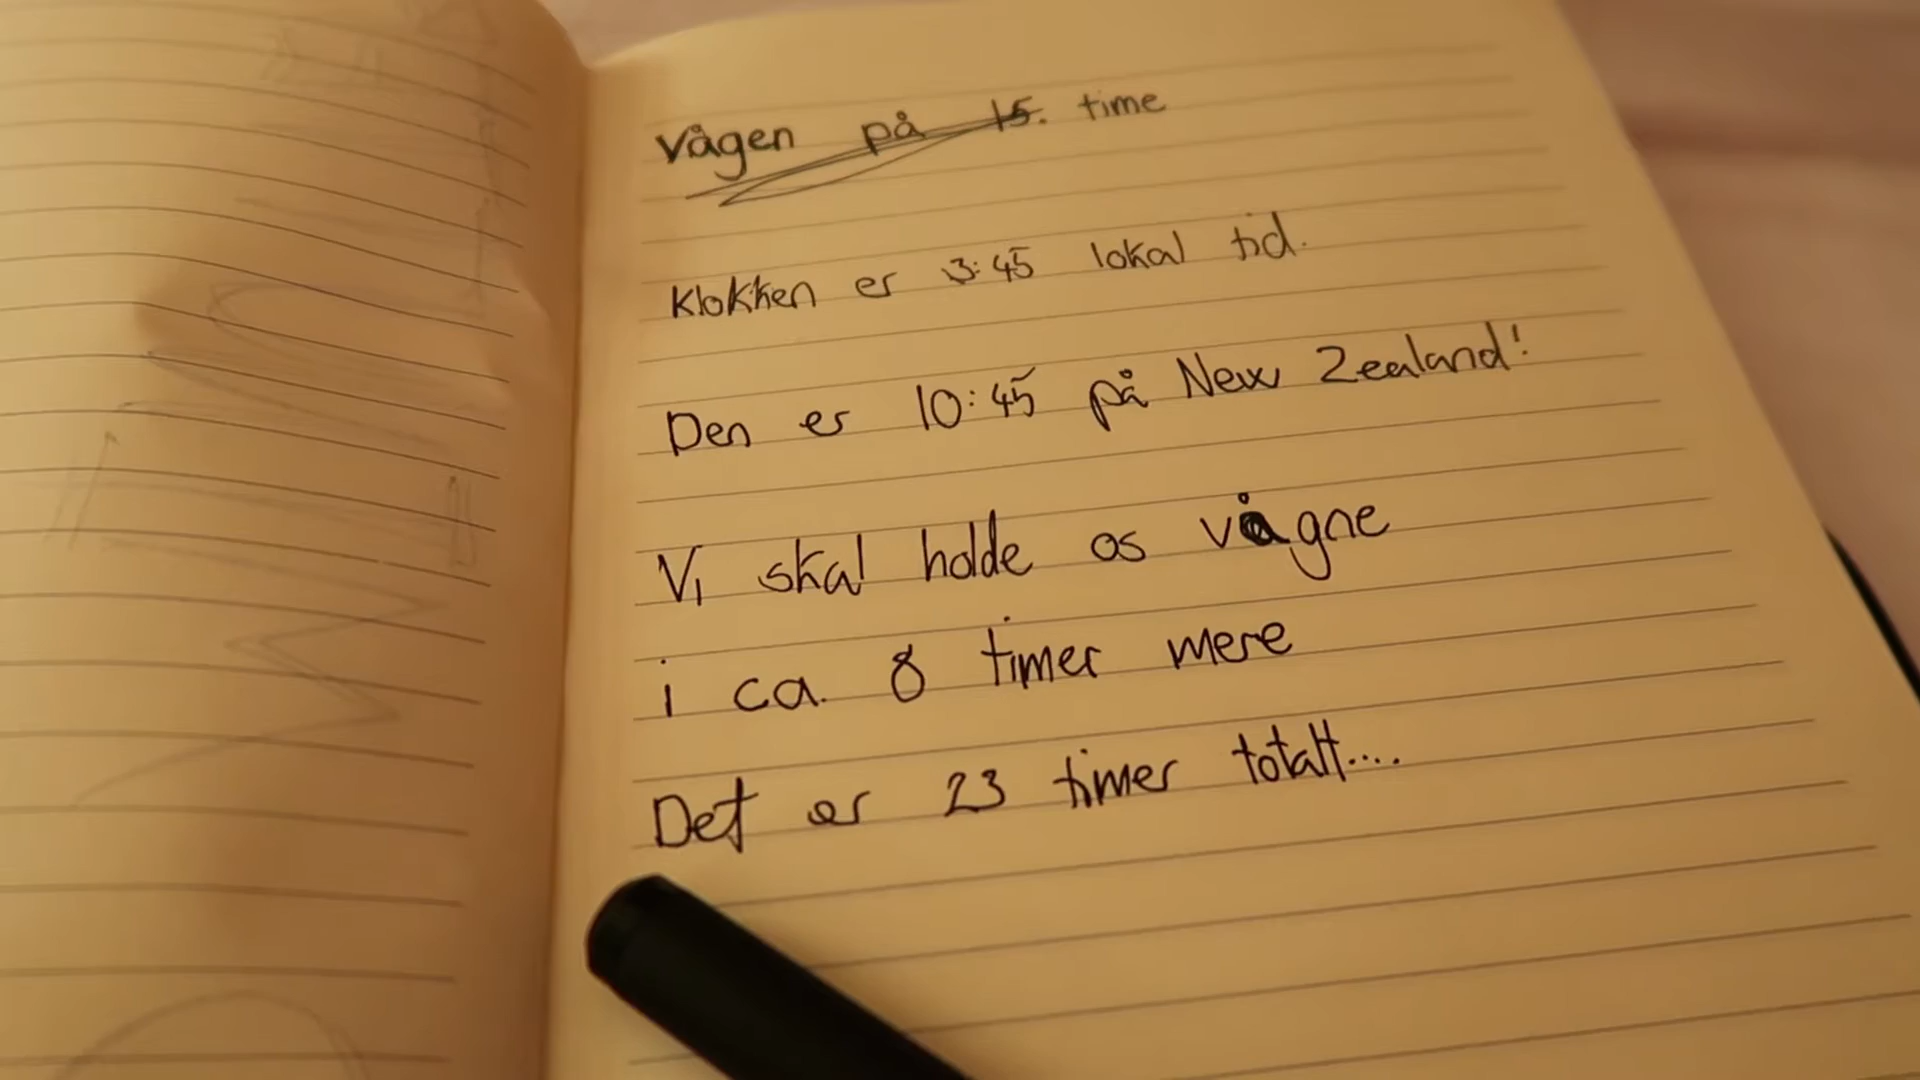 Vågen på 15. time
Klokken er 3:45 lokal tid.
Den er 10:45 på New Zealand!
Vi skal holde os vågne
i ca. 8 timer mere
Det er 23 timer totalt....